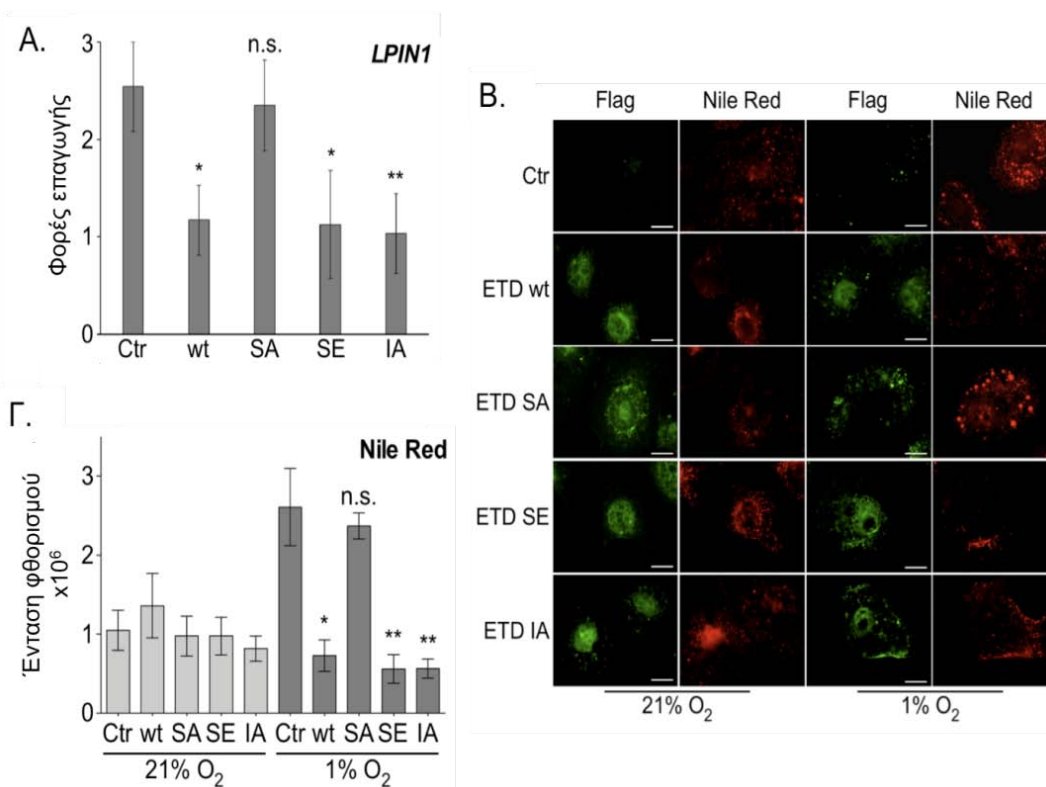 Α.
LPIN1
Φορές επαγωγής
3
2
1
0
n.s.
*
*
**
Ctr wt SA SE IA
Β.
Flag Nile Red Flag Nile Red
Ctr
ETD wt
ETD SA
ETD SE
ETD IA
21% O2 1% O2
Γ.
Nile Red
Ένταση φθορισμού
x10⁶
3
2
1
0
n.s.
*
**
**
Ctr wt SA SE IA Ctr wt SA SE IA
21% O2 1% O2